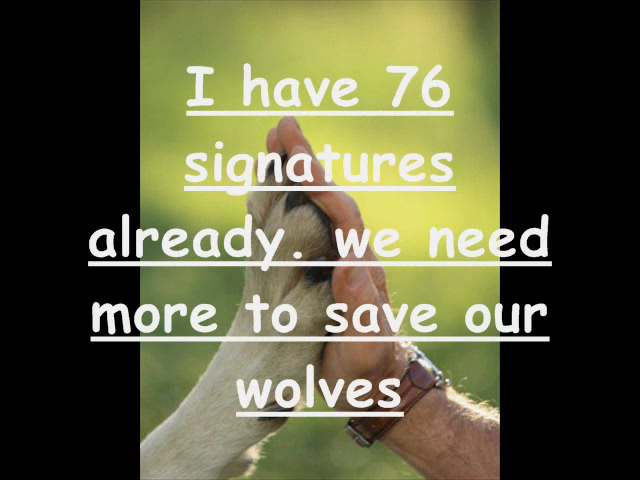 I have 76
signatures
already. we need
more to save our
wolves